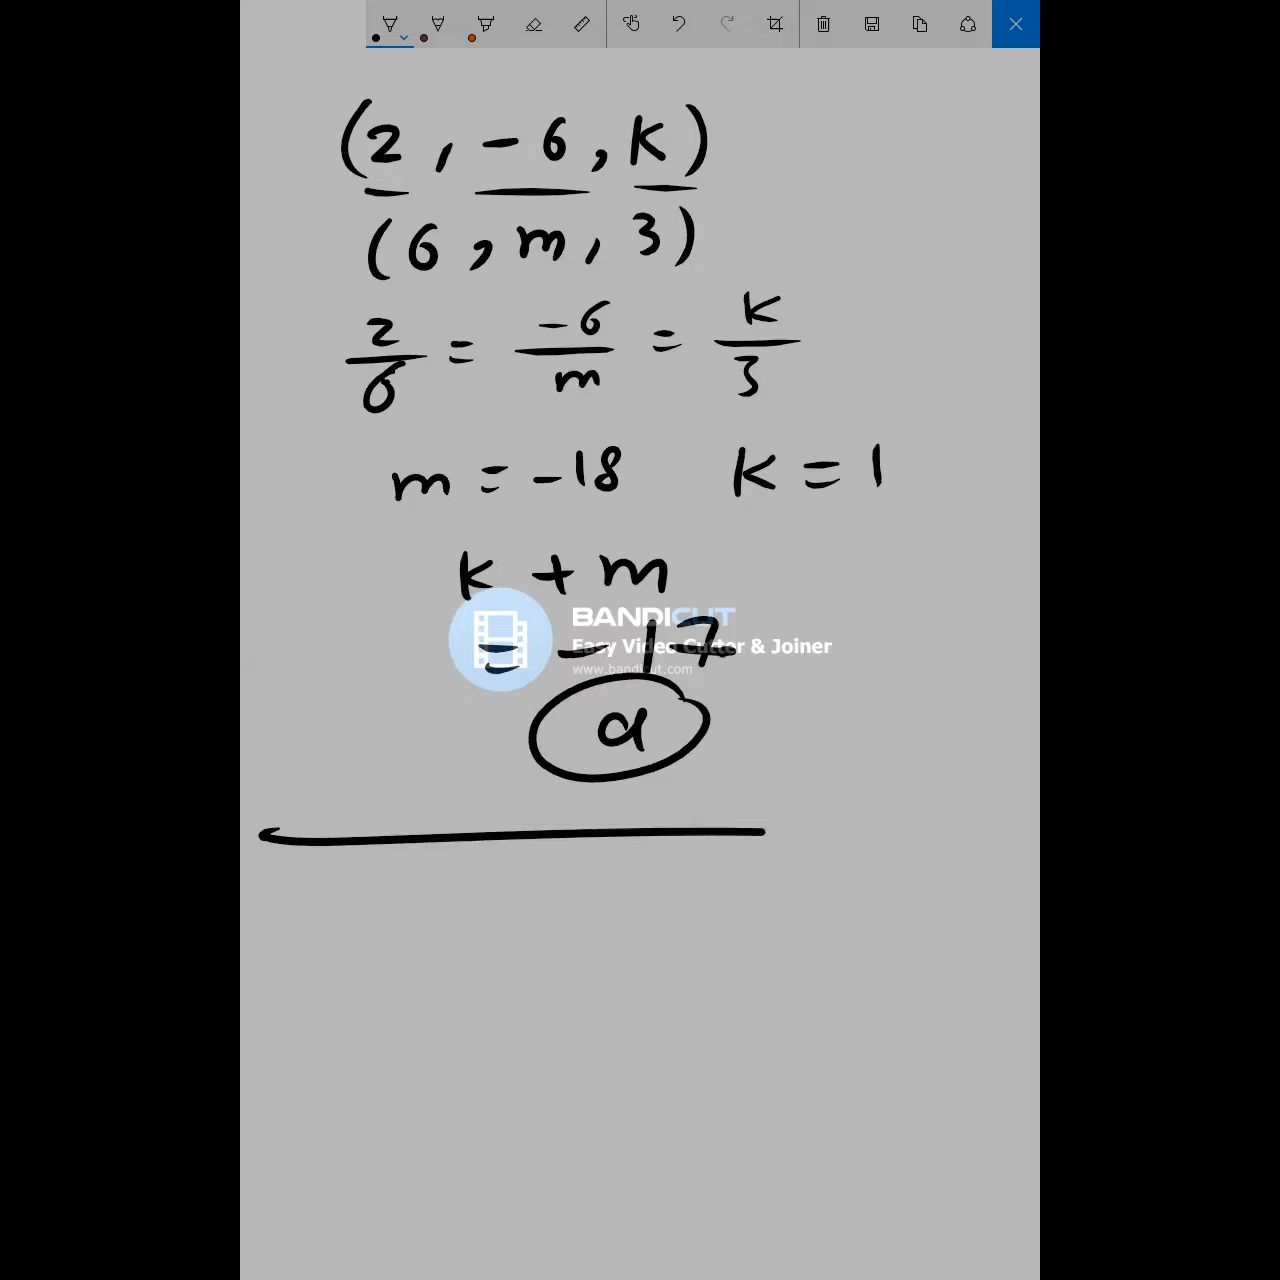 (2, -6, k)
(6, m, 3)
2/6 = -6/m = k/3
m = -18 k = 1
k + m
BANDICUT
= -17
Easy Video Cutter & Joiner
www.bandicut.com
a